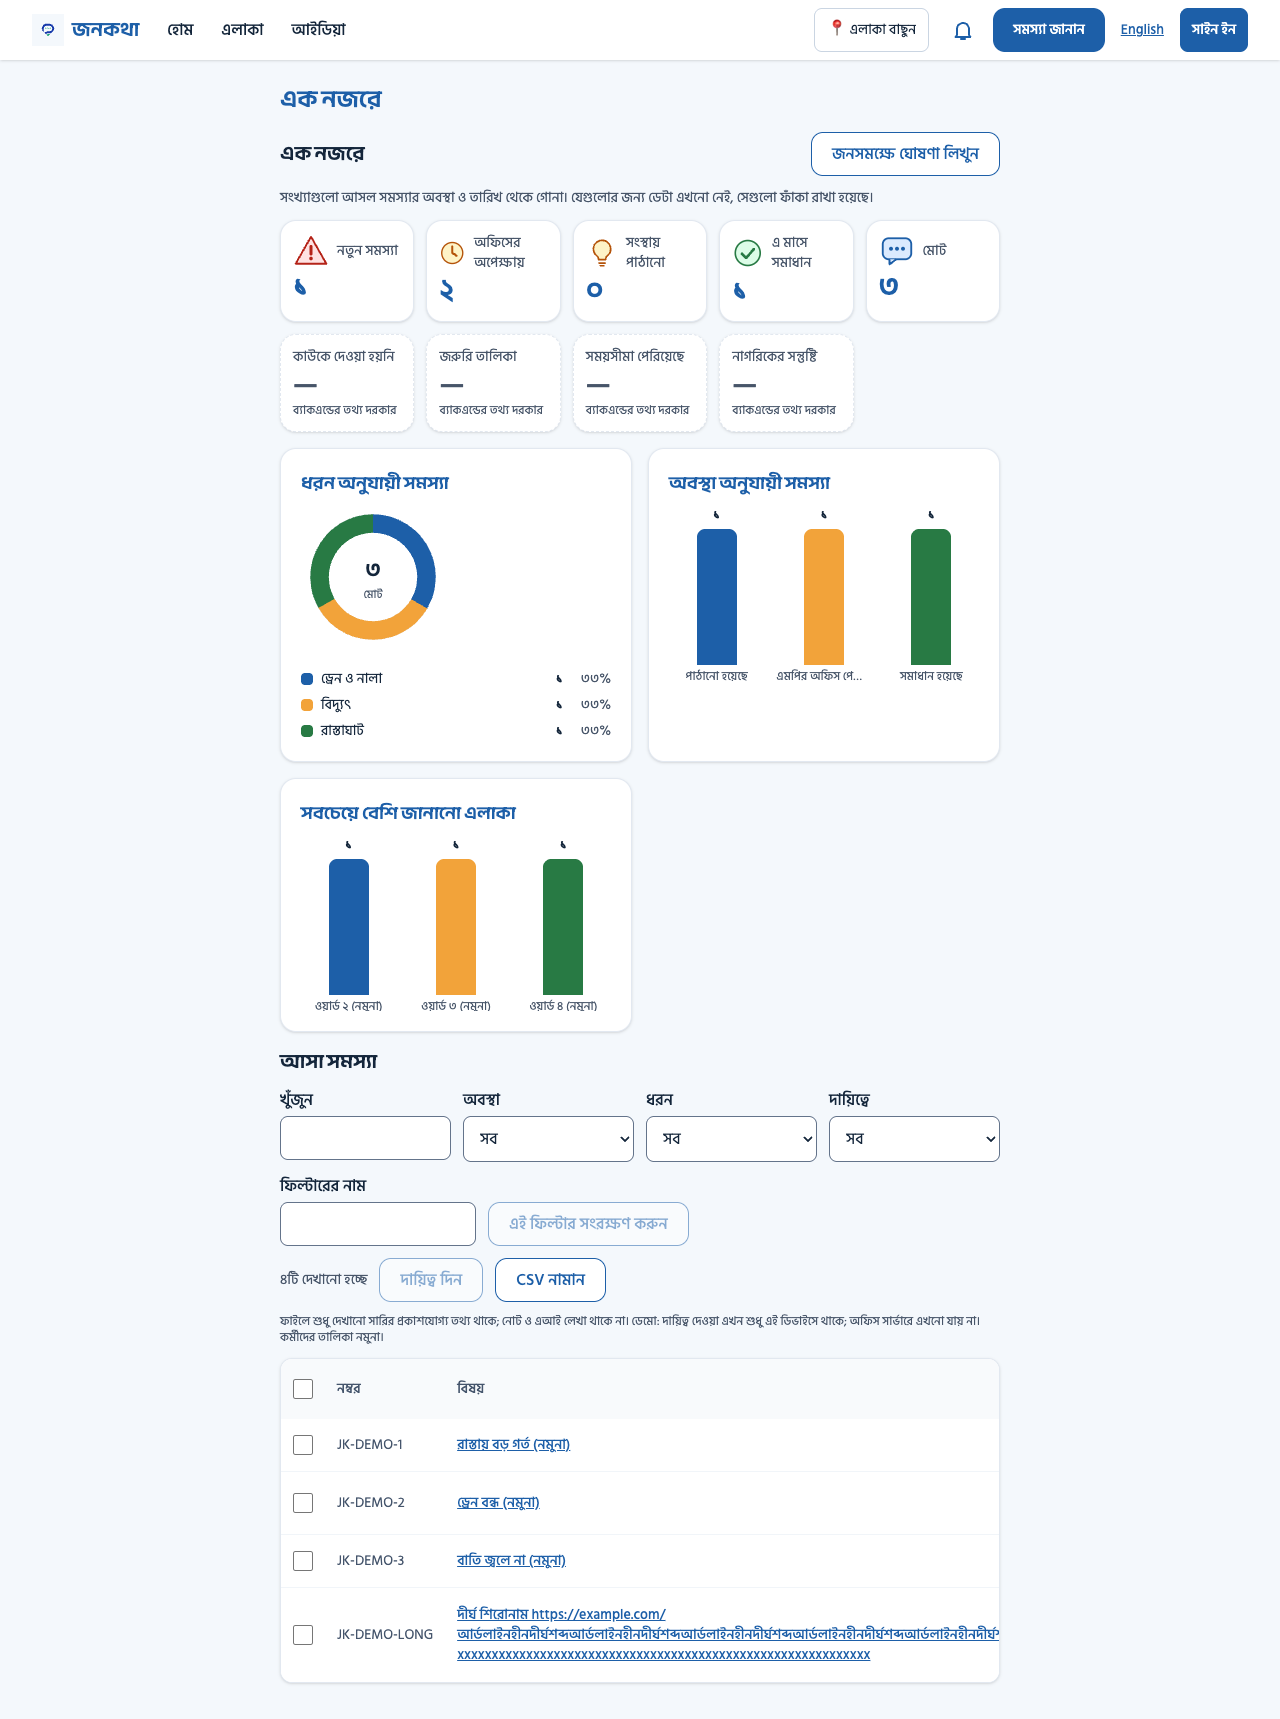 জনকথা
হোম
এলাকা
আইডিয়া
এলাকা বাছুন
সমস্যা জানান
English
সাইন ইন
এক নজরে
এক নজরে
জনসমক্ষে ঘোষণা লিখুন
সংখ্যাগুলো আসল সমস্যার অবস্থা ও তারিখ থেকে গোনা। যেগুলোর জন্য ডেটা এখনো নেই, সেগুলো ফাঁকা রাখা হয়েছে।
নতুন সমস্যা
১
অফিসের
অপেক্ষায়
২
সংস্থায়
পাঠানো
০
এ মাসে
সমাধান
১
মোট
৩
কাউকে দেওয়া হয়নি
—
ব্যাকএন্ডের তথ্য দরকার
জরুরি তালিকা
—
ব্যাকএন্ডের তথ্য দরকার
সময়সীমা পেরিয়েছে
—
ব্যাকএন্ডের তথ্য দরকার
নাগরিকের সন্তুষ্টি
—
ব্যাকএন্ডের তথ্য দরকার
ধরন অনুযায়ী সমস্যা
৩
মোট
ড্রেন ও নালা ১ ৩৩%
বিদ্যুৎ ১ ৩৩%
রাস্তাঘাট ১ ৩৩%
অবস্থা অনুযায়ী সমস্যা
১ ১ ১
পাঠানো হয়েছে এমপির অফিস পে... সমাধান হয়েছে
সবচেয়ে বেশি জানানো এলাকা
১ ১ ১
ওয়ার্ড ২ (নমুনা) ওয়ার্ড ৩ (নমুনা) ওয়ার্ড ৪ (নমুনা)
আসা সমস্যা
খুঁজুন
অবস্থা
ধরন
দায়িত্বে
সব
সব
সব
ফিল্টারের নাম
এই ফিল্টার সংরক্ষণ করুন
৪টি দেখানো হচ্ছে
দায়িত্ব দিন
CSV নামান
ফাইলে শুধু দেখানো সারির প্রকাশযোগ্য তথ্য থাকে; নোট ও এআই লেখা থাকে না। ডেমো: দায়িত্ব দেওয়া এখন শুধু এই ডিভাইসে থাকে; অফিস সার্ভারে এখনো যায় না।
কর্মীদের তালিকা নমুনা।
নম্বর বিষয়
JK-DEMO-1 রাস্তায় বড় গর্ত (নমুনা)
JK-DEMO-2 ড্রেন বন্ধ (নমুনা)
JK-DEMO-3 বাতি জ্বলে না (নমুনা)
দীর্ঘ শিরোনাম https://example.com/
JK-DEMO-LONG